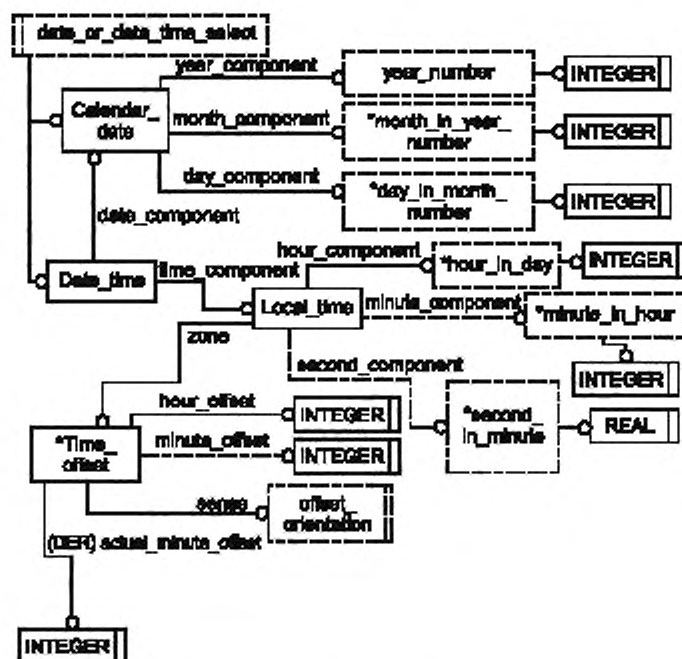 date_or_date_time_select
year_component
year_number
INTEGER
Calendar_
date
month_component
*month_in_year_
number
INTEGER
day_component
*day_in_month_
number
INTEGER
date_component
hour_component
*hour_in_day
INTEGER
Date_time
time_component
Local_time
minute_component
*minute_in_hour
zone
second_component
INTEGER
hour_offset
INTEGER
*second_
in_minute
REAL
*Time_
offset
minute_offset
INTEGER
sense
offset_
orientation
(DER) actual_minute_offset
INTEGER